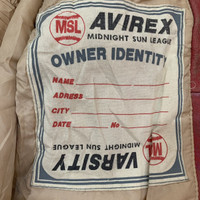 MSL AVIREX
MIDNIGHT SUN LEAGUE
OWNER IDENTITY
NAME
ADRESS
CITY
DATE No
VARSITY
MIDNIGHT SUN LEAGUE
MSL